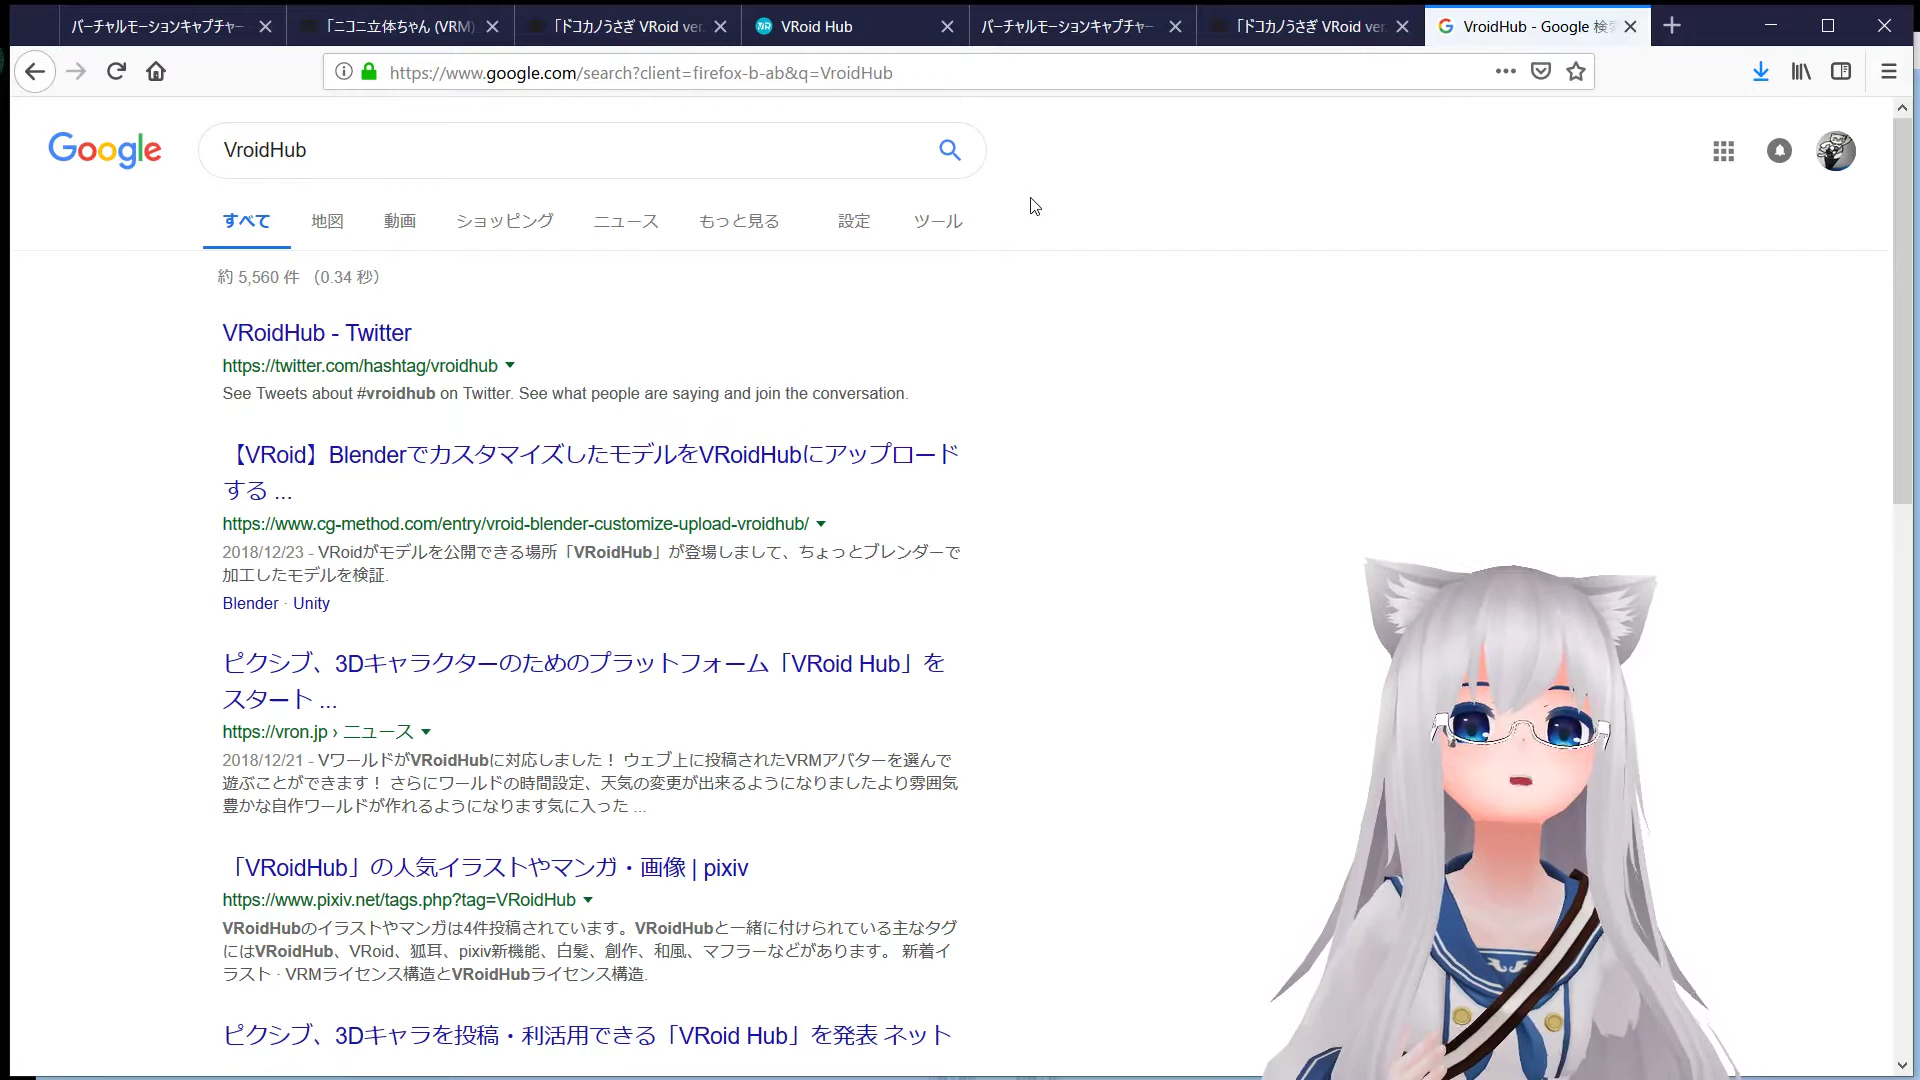 バーチャルモーションキャプチャー
「ニコニ立体ちゃん (VRM)
「ドコカノうさぎ VRoid ver
VRoid Hub
バーチャルモーションキャプチャー
「ドコカノうさぎ VRoid ver
VroidHub - Google 検索
https://www.google.com/search?client=firefox-b-ab&q=VroidHub
Google
VroidHub
すべて
地図
動画
ショッピング
ニュース
もっと見る
設定
ツール
約 5,560 件 （0.34 秒）
VRoidHub - Twitter
https://twitter.com/hashtag/vroidhub
See Tweets about #vroidhub on Twitter. See what people are saying and join the conversation.
【VRoid】BlenderでカスタマイズしたモデルをVRoidHubにアップロード
する ...
https://www.cg-method.com/entry/vroid-blender-customize-upload-vroidhub/
2018/12/23 - VRoidがモデルを公開できる場所「VRoidHub」が登場しまして、ちょっとブレンダーで
加工したモデルを検証.
Blender · Unity
ピクシブ、3Dキャラクターのためのプラットフォーム「VRoid Hub」を
スタート ...
https://vron.jp › ニュース
2018/12/21 - VワールドがVRoidHubに対応しました！ ウェブ上に投稿されたVRMアバターを選んで
遊ぶことができます！ さらにワールドの時間設定、天気の変更が出来るようになりましたより雰囲気
豊かな自作ワールドが作れるようになります気に入った ...
「VRoidHub」の人気イラストやマンガ・画像 | pixiv
https://www.pixiv.net/tags.php?tag=VRoidHub
VRoidHubのイラストやマンガは4件投稿されています。VRoidHubと一緒に付けられている主なタグ
にはVRoidHub、VRoid、狐耳、pixiv新機能、白髪、創作、和風、マフラーなどがあります。 新着イ
ラスト · VRMライセンス構造とVRoidHubライセンス構造.
ピクシブ、3Dキャラを投稿・利活用できる「VRoid Hub」を発表 ネット